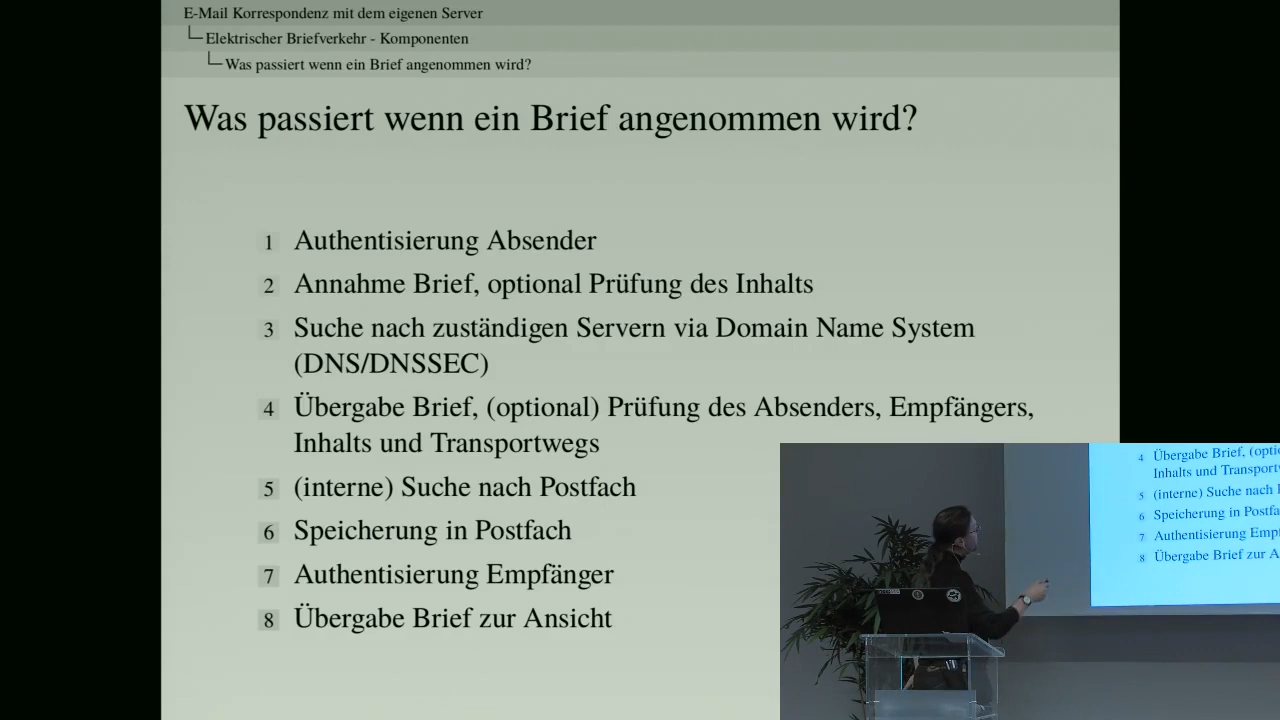 E-Mail Korrespondenz mit dem eigenen Server
Elektrischer Briefverkehr - Komponenten
Was passiert wenn ein Brief angenommen wird?
Was passiert wenn ein Brief angenommen wird?
1 Authentisierung Absender
2 Annahme Brief, optional Prüfung des Inhalts
3 Suche nach zuständigen Servern via Domain Name System
(DNS/DNSSEC)
4 Übergabe Brief, (optional) Prüfung des Absenders, Empfängers,
Inhalts und Transportwegs
5 (interne) Suche nach Postfach
6 Speicherung in Postfach
7 Authentisierung Empfänger
8 Übergabe Brief zur Ansicht
4 Übergabe Brief, (optio
Inhalts und Transport
5 (interne) Suche nach
6 Speicherung in Postfa
7 Authentisierung Empf
8 Übergabe Brief zur A